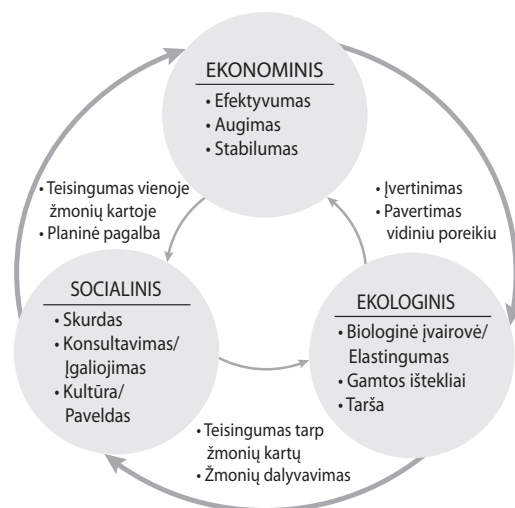 EKONOMINIS
• Efektyvumas
• Augimas
• Stabilumas
• Teisingumas vienoje
žmonių kartoje
• Planinė pagalba
• Įvertinimas
• Pavertimas
vidiniu poreikiu
SOCIALINIS
• Skurdas
• Konsultavimas/
Įgaliojimas
• Kultūra/
Paveldas
EKOLOGINIS
• Biologinė įvairovė/
Elastingumas
• Gamtos ištekliai
• Tarša
• Teisingumas tarp
žmonių kartų
• Žmonių dalyvavimas